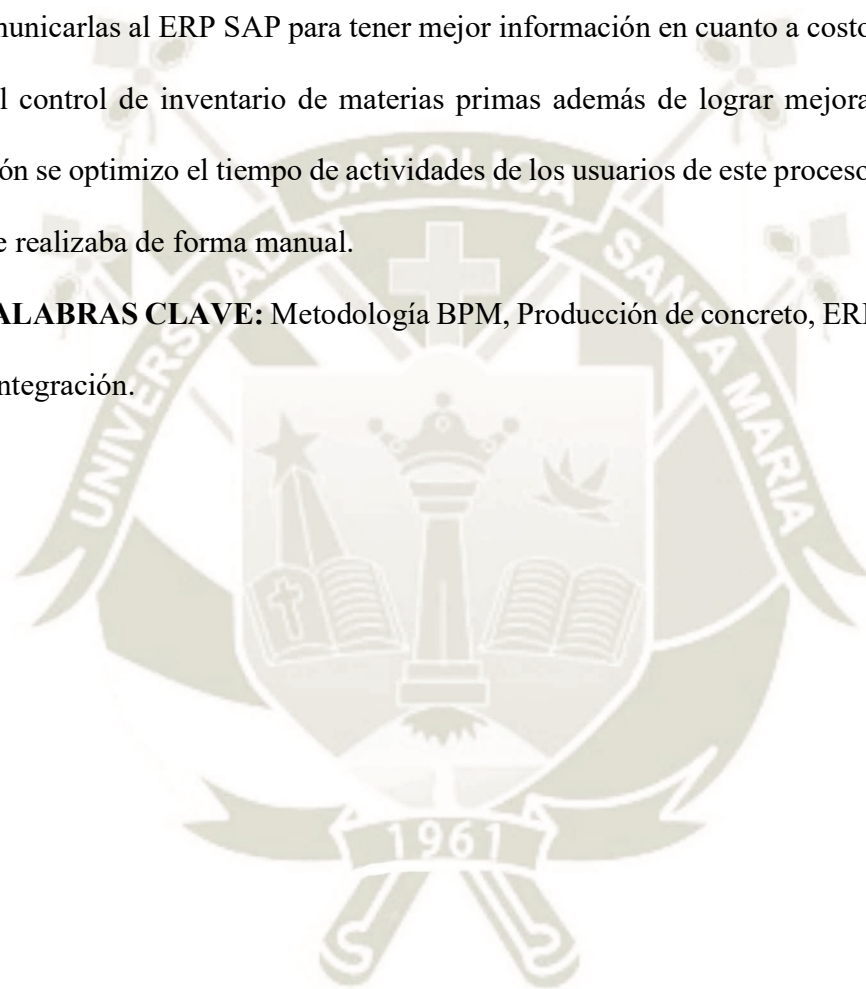 municarlas al ERP SAP para tener mejor información en cuanto a costo
l control de inventario de materias primas además de lograr mejora
ón se optimizo el tiempo de actividades de los usuarios de este proceso
e realizaba de forma manual.
ALABRAS CLAVE: Metodología BPM, Producción de concreto, ERP
ntegración.
UNIVERSIDAD CATOLICA SANTA MARIA
1961